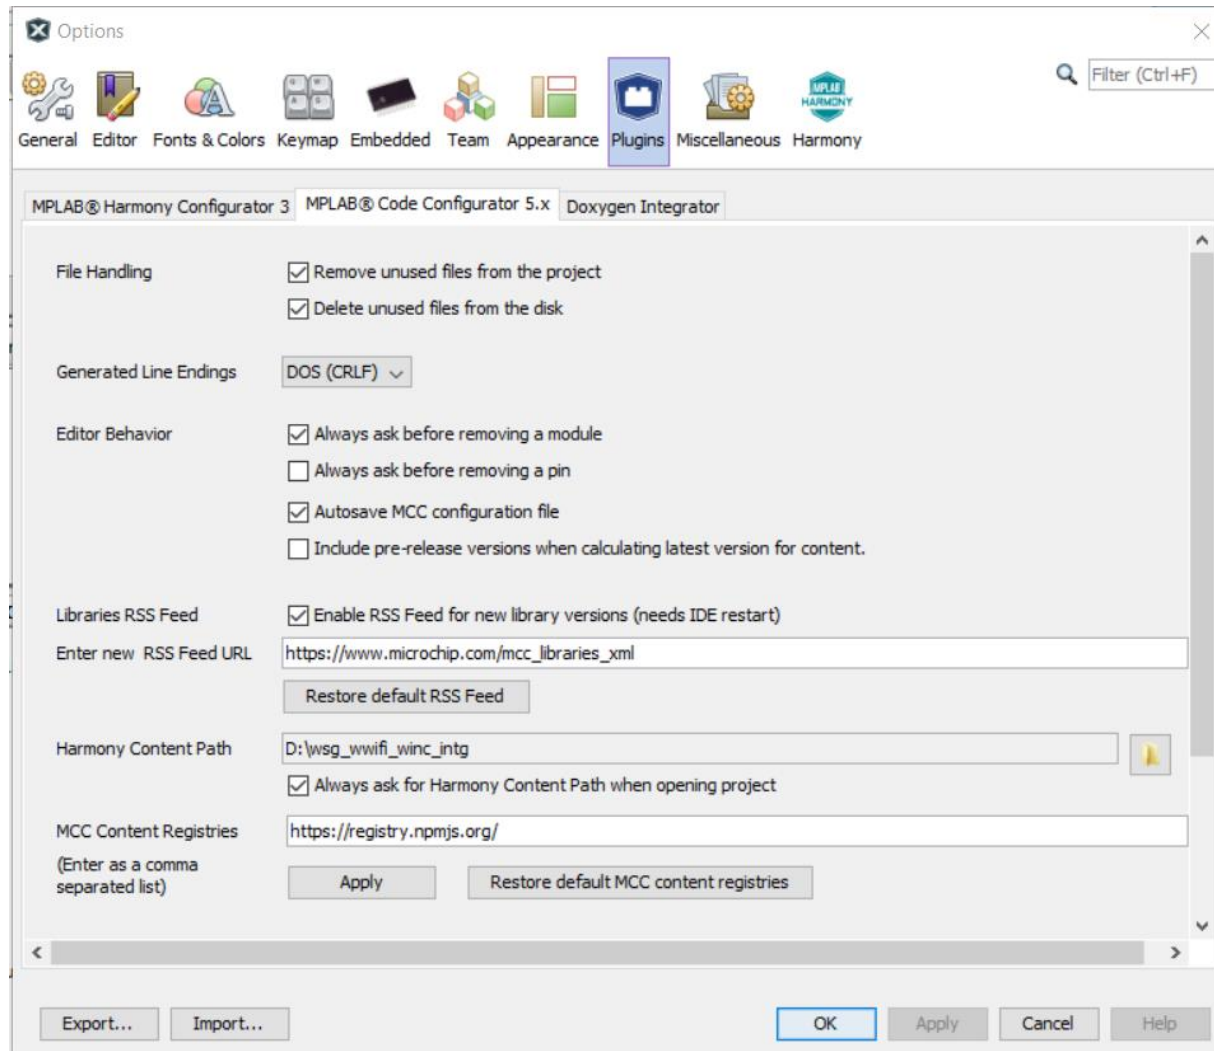 Options
Filter (Ctrl+F)
MPLAB
HARMONY
General Editor Fonts & Colors Keymap Embedded Team Appearance Plugins Miscellaneous Harmony
MPLAB® Harmony Configurator 3 MPLAB® Code Configurator 5.x Doxygen Integrator
File Handling Remove unused files from the project
Delete unused files from the disk
Generated Line Endings DOS (CRLF)
Editor Behavior Always ask before removing a module
Always ask before removing a pin
Autosave MCC configuration file
Include pre-release versions when calculating latest version for content.
Libraries RSS Feed Enable RSS Feed for new library versions (needs IDE restart)
Enter new RSS Feed URL https://www.microchip.com/mcc_libraries_xml
Restore default RSS Feed
Harmony Content Path D:\wsg_wwifi_winc_intg
Always ask for Harmony Content Path when opening project
MCC Content Registries https://registry.npmjs.org/
(Enter as a comma
separated list) Apply Restore default MCC content registries
Export... Import... OK Apply Cancel Help